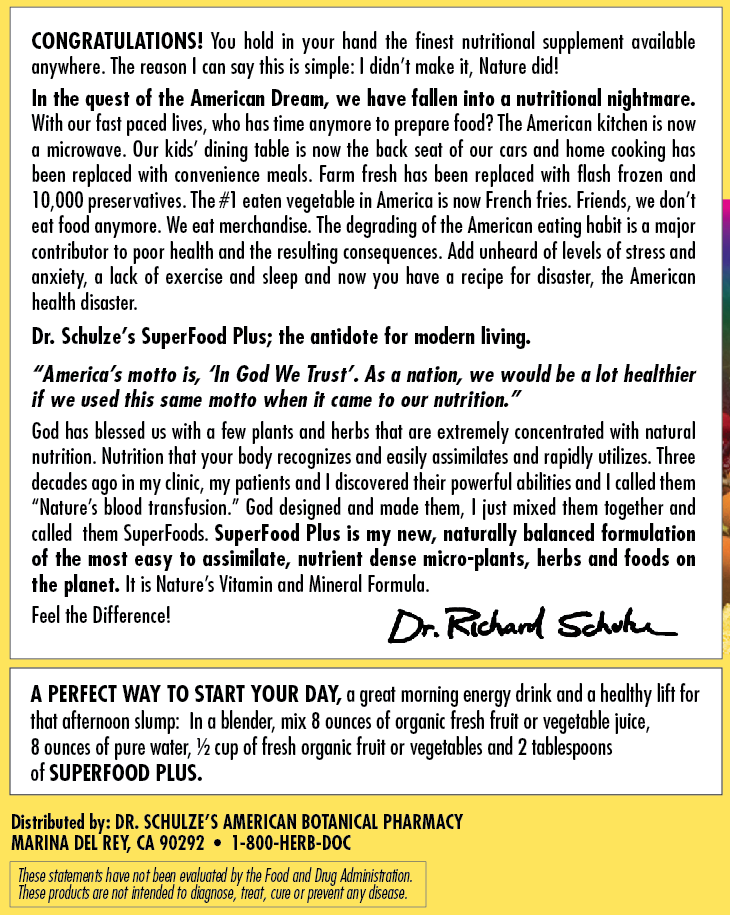 CONGRATULATIONS! You hold in your hand the finest nutritional supplement available
anywhere. The reason I can say this is simple: I didn’t make it, Nature did!
In the quest of the American Dream, we have fallen into a nutritional nightmare.
With our fast paced lives, who has time anymore to prepare food? The American kitchen is now
a microwave. Our kids’ dining table is now the back seat of our cars and home cooking has
been replaced with convenience meals. Farm fresh has been replaced with flash frozen and
10,000 preservatives. The #1 eaten vegetable in America is now French fries. Friends, we don’t
eat food anymore. We eat merchandise. The degrading of the American eating habit is a major
contributor to poor health and the resulting consequences. Add unheard of levels of stress and
anxiety, a lack of exercise and sleep and now you have a recipe for disaster, the American
health disaster.
Dr. Schulze’s SuperFood Plus; the antidote for modern living.
“America’s motto is, ‘In God We Trust’. As a nation, we would be a lot healthier
if we used this same motto when it came to our nutrition.”
God has blessed us with a few plants and herbs that are extremely concentrated with natural
nutrition. Nutrition that your body recognizes and easily assimilates and rapidly utilizes. Three
decades ago in my clinic, my patients and I discovered their powerful abilities and I called them
“Nature’s blood transfusion.” God designed and made them, I just mixed them together and
called them SuperFoods. SuperFood Plus is my new, naturally balanced formulation
of the most easy to assimilate, nutrient dense micro-plants, herbs and foods on
the planet. It is Nature’s Vitamin and Mineral Formula.
Feel the Difference!
Dr. Richard Schulze
A PERFECT WAY TO START YOUR DAY, a great morning energy drink and a healthy lift for
that afternoon slump: In a blender, mix 8 ounces of organic fresh fruit or vegetable juice,
8 ounces of pure water, ½ cup of fresh organic fruit or vegetables and 2 tablespoons
of SUPERFOOD PLUS.
Distributed by: DR. SCHULZE’S AMERICAN BOTANICAL PHARMACY
MARINA DEL REY, CA 90292 • 1-800-HERB-DOC
These statements have not been evaluated by the Food and Drug Administration.
These products are not intended to diagnose, treat, cure or prevent any disease.